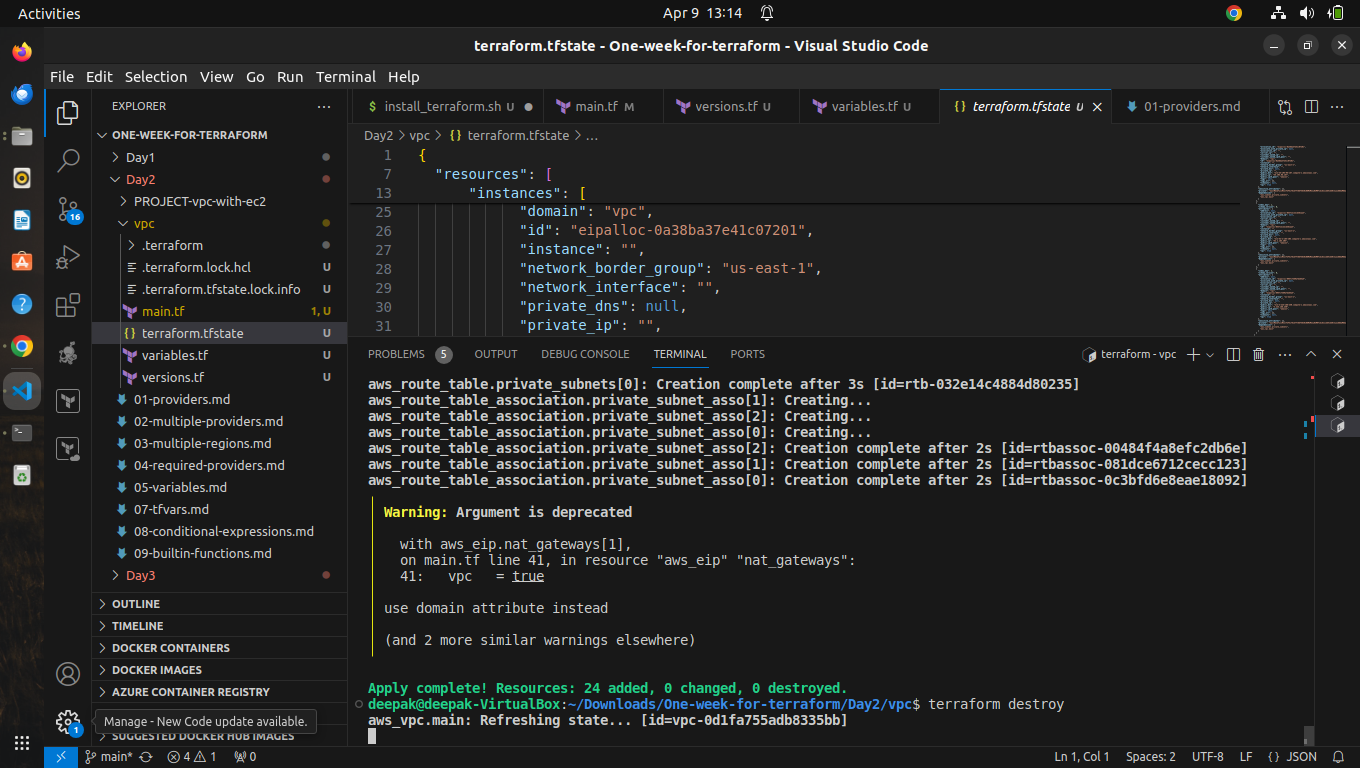 Activities
Apr 9 13:14
terraform.tfstate - One-week-for-terraform - Visual Studio Code
File Edit Selection View Go Run Terminal Help
EXPLORER
ONE-WEEK-FOR-TERRAFORM
Day1
Day2
PROJECT-vpc-with-ec2
vpc
.terraform
.terraform.lock.hcl U
.terraform.tfstate.lock.info U
main.tf 1, U
terraform.tfstate U
variables.tf U
versions.tf U
01-providers.md
02-multiple-providers.md
03-multiple-regions.md
04-required-providers.md
05-variables.md
07-tfvars.md
08-conditional-expressions.md
09-builtin-functions.md
Day3
OUTLINE
TIMELINE
DOCKER CONTAINERS
DOCKER IMAGES
AZURE CONTAINER REGISTRY
SUGGESTED DOCKER HUB IMAGES
Manage - New Code update available.
16
1
$ install_terraform.sh U
main.tf M
versions.tf U
variables.tf U
{} terraform.tfstate U
01-providers.md
Day2 > vpc > {} terraform.tfstate > ...
1 {
7 "resources": [
13 "instances": [
25 "domain": "vpc",
26 "id": "eipalloc-0a38ba37e41c07201",
27 "instance": "",
28 "network_border_group": "us-east-1",
29 "network_interface": "",
30 "private_dns": null,
31 "private_ip": "",
PROBLEMS 5 OUTPUT DEBUG CONSOLE TERMINAL PORTS
terraform - vpc
aws_route_table.private_subnets[0]: Creation complete after 3s [id=rtb-032e14c4884d80235]
aws_route_table_association.private_subnet_asso[1]: Creating...
aws_route_table_association.private_subnet_asso[2]: Creating...
aws_route_table_association.private_subnet_asso[0]: Creating...
aws_route_table_association.private_subnet_asso[2]: Creation complete after 2s [id=rtbassoc-00484f4a8efc2db6e]
aws_route_table_association.private_subnet_asso[1]: Creation complete after 2s [id=rtbassoc-081dce6712cecc123]
aws_route_table_association.private_subnet_asso[0]: Creation complete after 2s [id=rtbassoc-0c3bfd6e8eae18092]
Warning: Argument is deprecated
with aws_eip.nat_gateways[1],
on main.tf line 41, in resource "aws_eip" "nat_gateways":
41: vpc = true
use domain attribute instead
(and 2 more similar warnings elsewhere)
Apply complete! Resources: 24 added, 0 changed, 0 destroyed.
deepak@deepak-VirtualBox:~/Downloads/One-week-for-terraform/Day2/vpc$ terraform destroy
aws_vpc.main: Refreshing state... [id=vpc-0d1fa755adb8335bb]
main* 4 1 0
Ln 1, Col 1 Spaces: 2 UTF-8 LF {} JSON